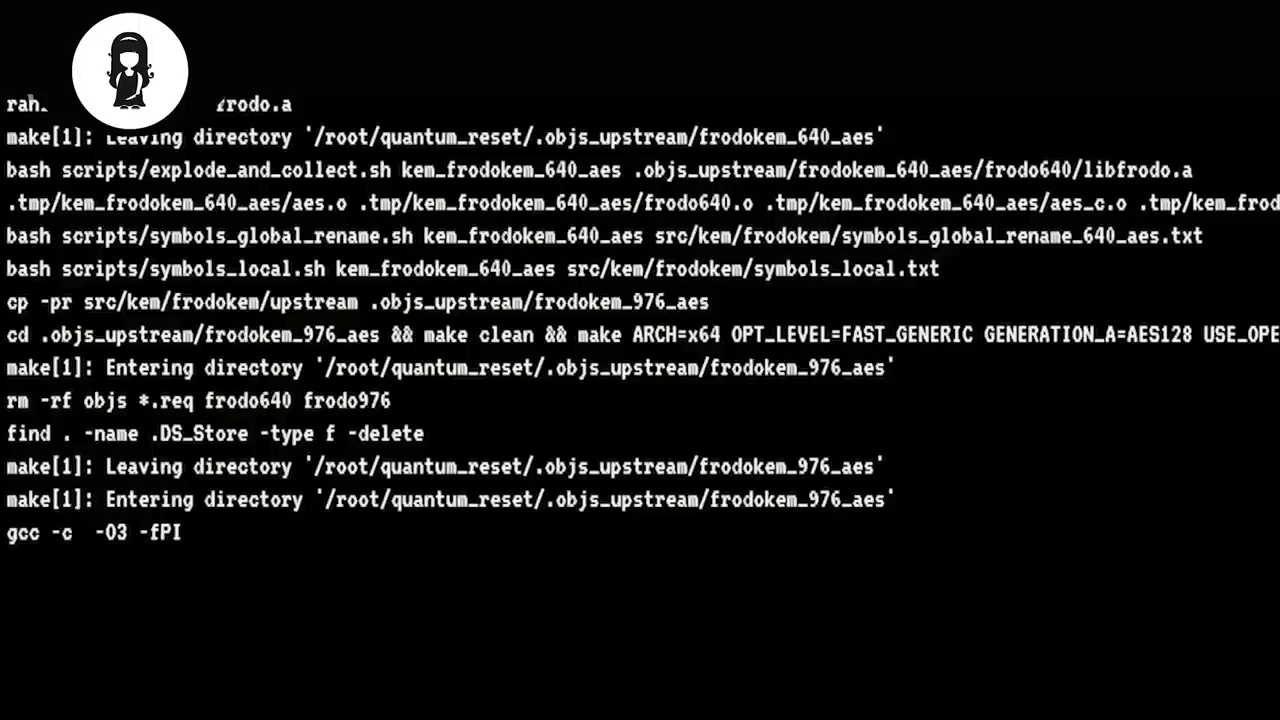 frodo.a
make[1]: Leaving directory '/root/quantum_reset/.objs_upstream/frodokem_640_aes'
bash scripts/explode_and_collect.sh kem_frodokem_640_aes .objs_upstream/frodokem_640_aes/frodo640/libfrodo.a
.tmp/kem_frodokem_640_aes/aes.o .tmp/kem_frodokem_640_aes/frodo640.o .tmp/kem_frodokem_640_aes/aes_c.o .tmp/kem_frod
bash scripts/symbols_global_rename.sh kem_frodokem_640_aes src/kem/frodokem/symbols_global_rename_640_aes.txt
bash scripts/symbols_local.sh kem_frodokem_640_aes src/kem/frodokem/symbols_local.txt
cp -pr src/kem/frodokem/upstream .objs_upstream/frodokem_976_aes
cd .objs_upstream/frodokem_976_aes && make clean && make ARCH=x64 OPT_LEVEL=FAST_GENERIC GENERATION_A=AES128 USE_OPE
make[1]: Entering directory '/root/quantum_reset/.objs_upstream/frodokem_976_aes'
rm -rf objs *.req frodo640 frodo976
find . -name .DS_Store -type f -delete
make[1]: Leaving directory '/root/quantum_reset/.objs_upstream/frodokem_976_aes'
make[1]: Entering directory '/root/quantum_reset/.objs_upstream/frodokem_976_aes'
gcc -c  -O3 -fPI